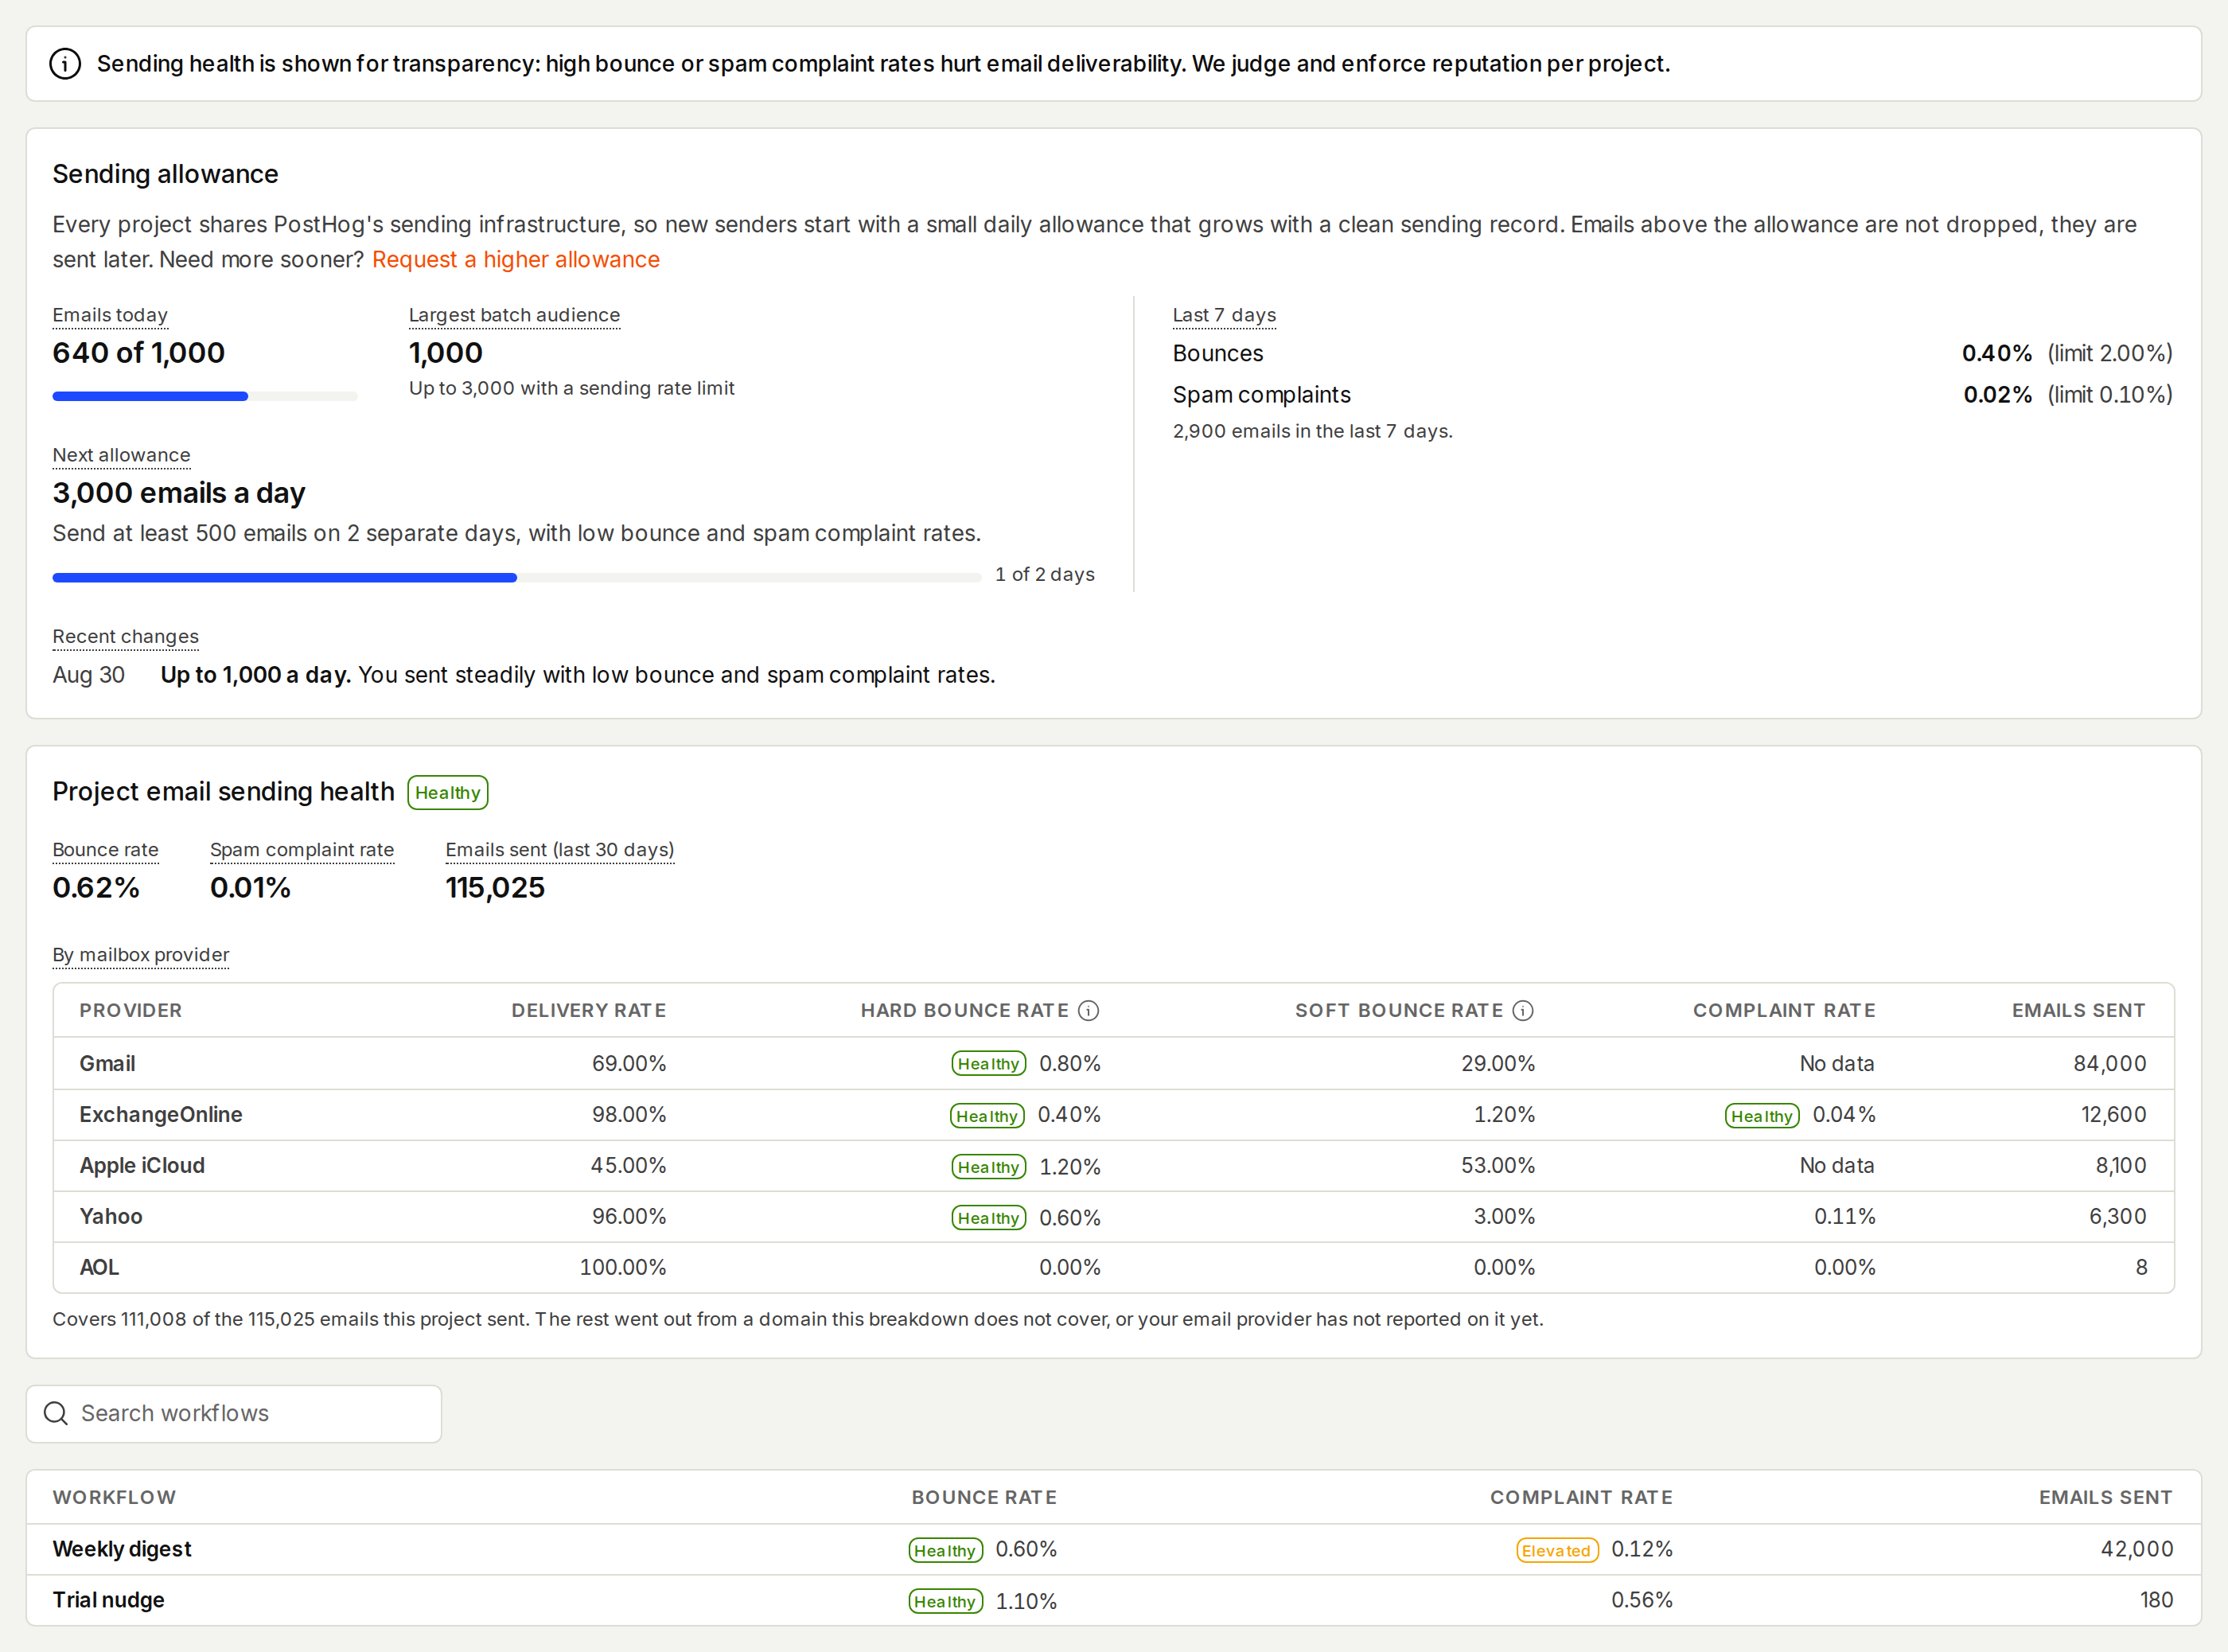 Sending health is shown for transparency: high bounce or spam complaint rates hurt email deliverability. We judge and enforce reputation per project.
Sending allowance
Every project shares PostHog's sending infrastructure, so new senders start with a small daily allowance that grows with a clean sending record. Emails above the allowance are not dropped, they are
sent later. Need more sooner? Request a higher allowance
Emails today
640 of 1,000
Largest batch audience
1,000
Up to 3,000 with a sending rate limit
Next allowance
3,000 emails a day
Send at least 500 emails on 2 separate days, with low bounce and spam complaint rates.
1 of 2 days
Last 7 days
Bounces 0.40% (limit 2.00%)
Spam complaints 0.02% (limit 0.10%)
2,900 emails in the last 7 days.
Recent changes
Aug 30 Up to 1,000 a day. You sent steadily with low bounce and spam complaint rates.
Project email sending health Healthy
Bounce rate Spam complaint rate Emails sent (last 30 days)
0.62% 0.01% 115,025
By mailbox provider
PROVIDER DELIVERY RATE HARD BOUNCE RATE SOFT BOUNCE RATE COMPLAINT RATE EMAILS SENT
Gmail 69.00% Healthy 0.80% 29.00% No data 84,000
ExchangeOnline 98.00% Healthy 0.40% 1.20% Healthy 0.04% 12,600
Apple iCloud 45.00% Healthy 1.20% 53.00% No data 8,100
Yahoo 96.00% Healthy 0.60% 3.00% 0.11% 6,300
AOL 100.00% 0.00% 0.00% 0.00% 8
Covers 111,008 of the 115,025 emails this project sent. The rest went out from a domain this breakdown does not cover, or your email provider has not reported on it yet.
Search workflows
WORKFLOW BOUNCE RATE COMPLAINT RATE EMAILS SENT
Weekly digest Healthy 0.60% Elevated 0.12% 42,000
Trial nudge Healthy 1.10% 0.56% 180